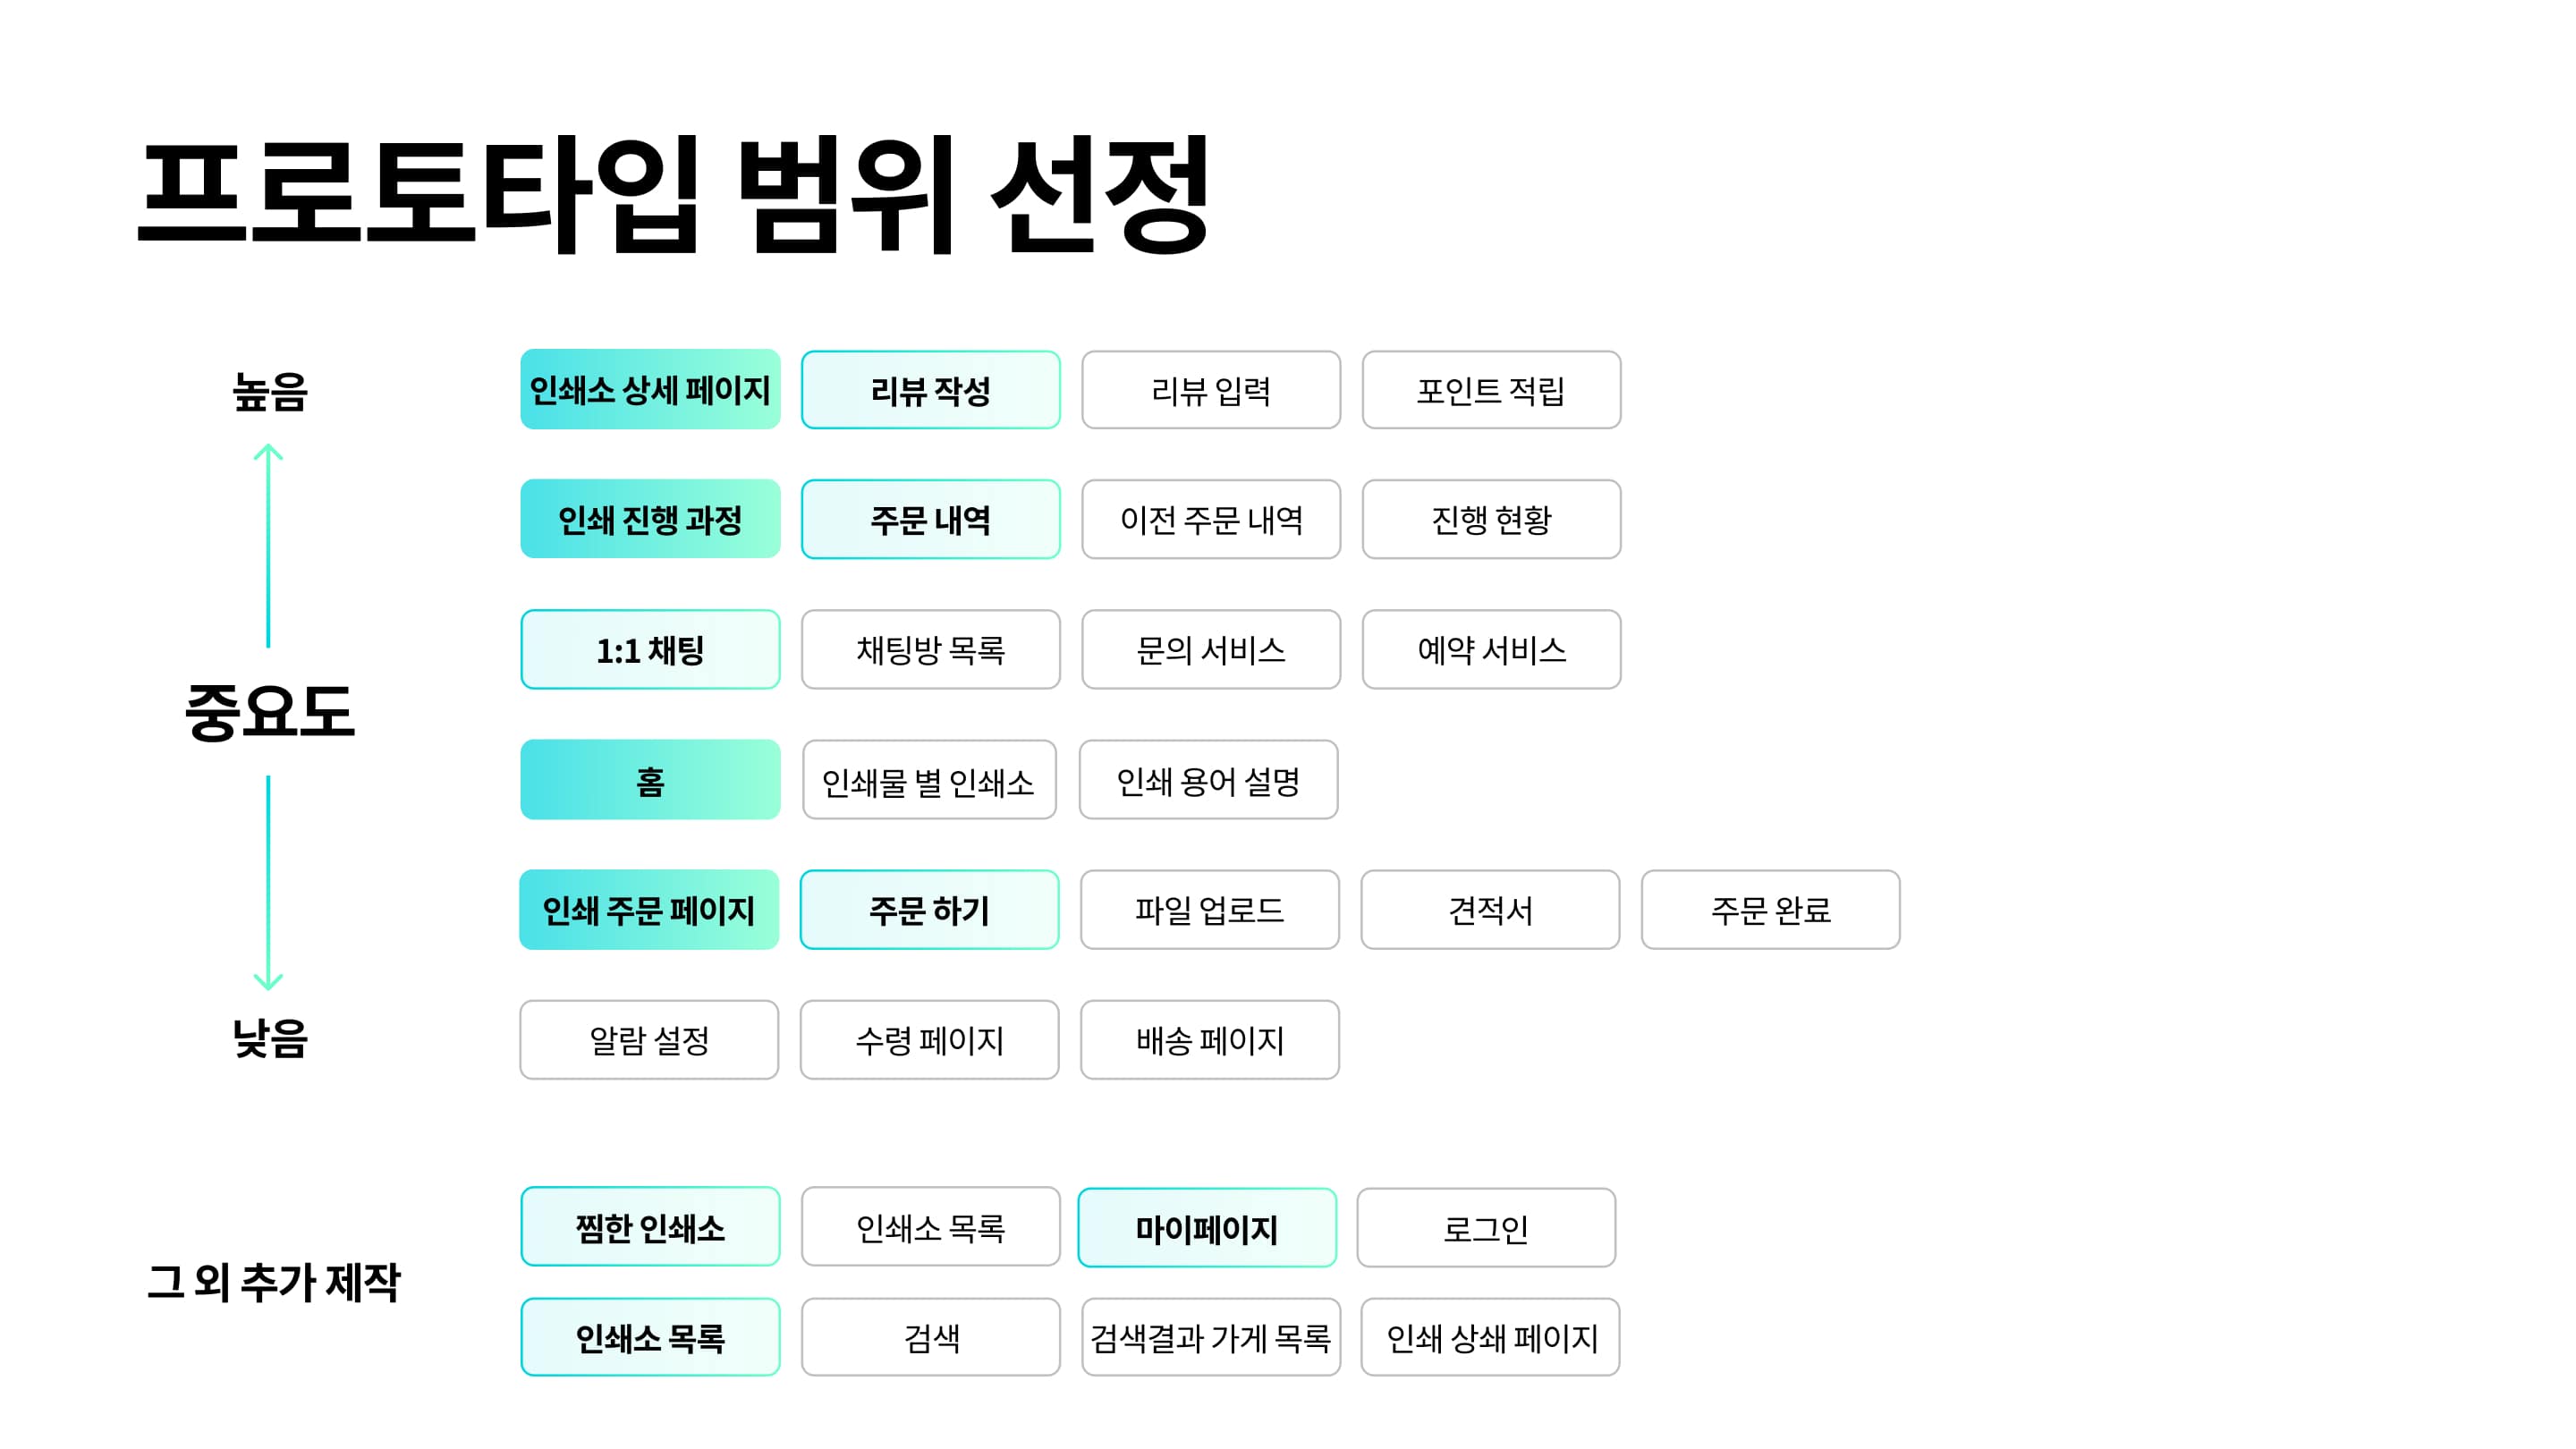 프로토타입 범위 선정
높음
인쇄소 상세 페이지 리뷰 작성 리뷰 입력 포인트 적립
인쇄 진행 과정 주문 내역 이전 주문 내역 진행 현황
1:1 채팅 채팅방 목록 문의 서비스 예약 서비스
중요도
홈 인쇄물 별 인쇄소 인쇄 용어 설명
인쇄 주문 페이지 주문 하기 파일 업로드 견적서 주문 완료
낮음
알람 설정 수령 페이지 배송 페이지
그 외 추가 제작
찜한 인쇄소 인쇄소 목록 마이페이지 로그인
인쇄소 목록 검색 검색결과 가게 목록 인쇄 상쇄 페이지